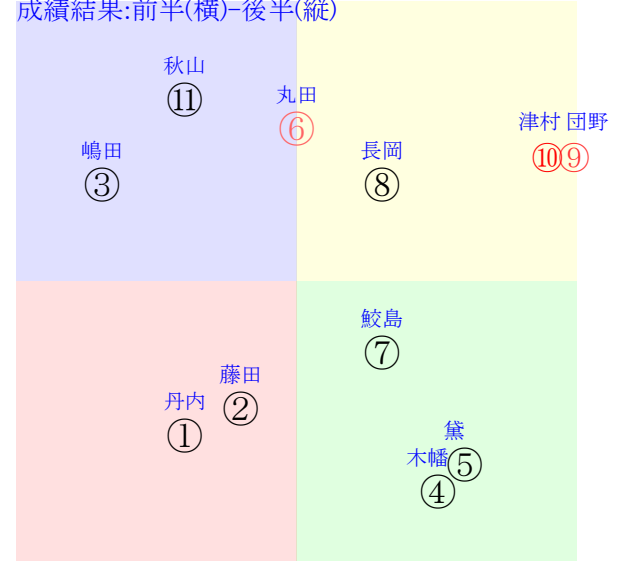 成績結果:前半(横)-後半(縦)
秋山
⑪
丸田
⑥
津村 団野
⑩⑨
嶋田
③
長岡
⑧
鮫島
⑦
藤田
②
丹内
①
黛
⑤
木幡
④